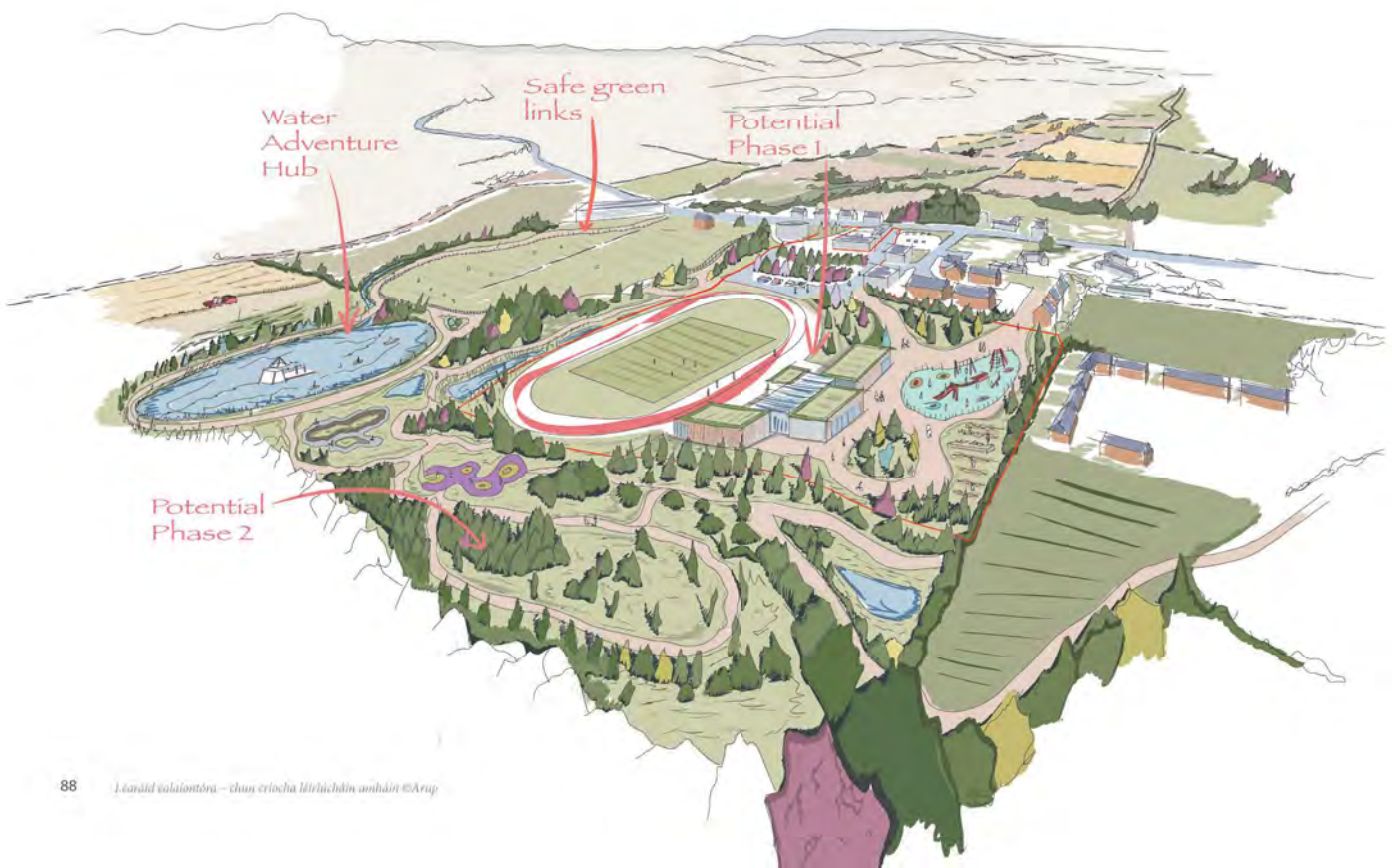 Safe green
links
Water
Adventure
Hub
Potential
Phase 1
Potential
Phase 2
88
Léaráid ealaíontóra – chun críocha léiriúcháin amháin ©Arup